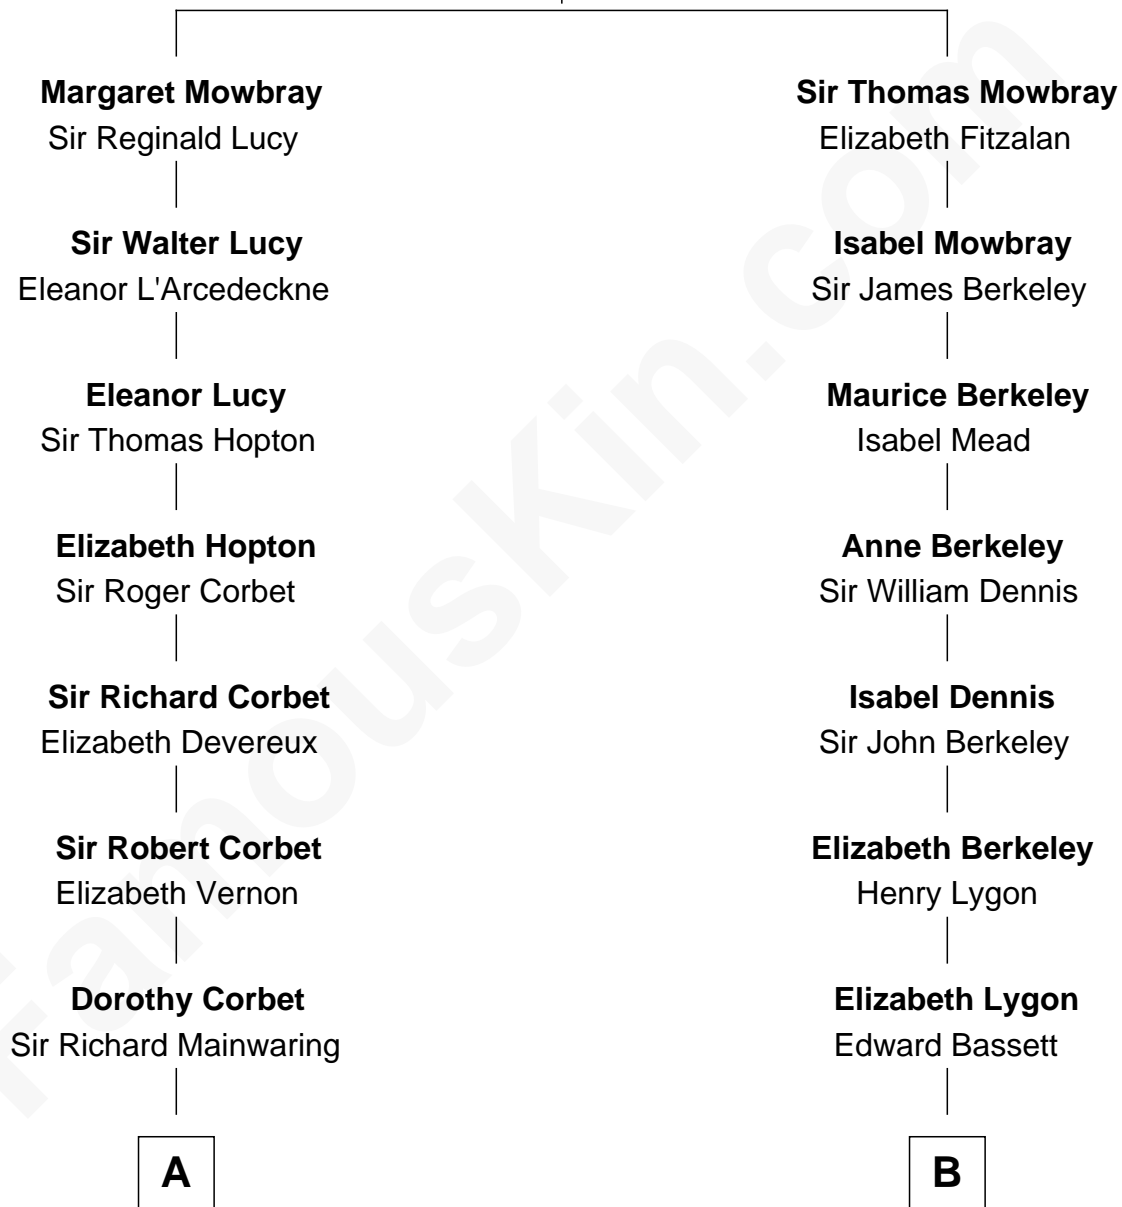 Margaret Mowbray
Sir Reginald Lucy
Sir Walter Lucy
Eleanor L'Arcedeckne
Eleanor Lucy
Sir Thomas Hopton
Elizabeth Hopton
Sir Roger Corbet
Sir Richard Corbet
Elizabeth Devereux
Sir Robert Corbet
Elizabeth Vernon
Dorothy Corbet
Sir Richard Mainwaring
A
Sir Thomas Mowbray
Elizabeth Fitzalan
Isabel Mowbray
Sir James Berkeley
Maurice Berkeley
Isabel Mead
Anne Berkeley
Sir William Dennis
Isabel Dennis
Sir John Berkeley
Elizabeth Berkeley
Henry Lygon
Elizabeth Lygon
Edward Bassett
B
FamousKin.com